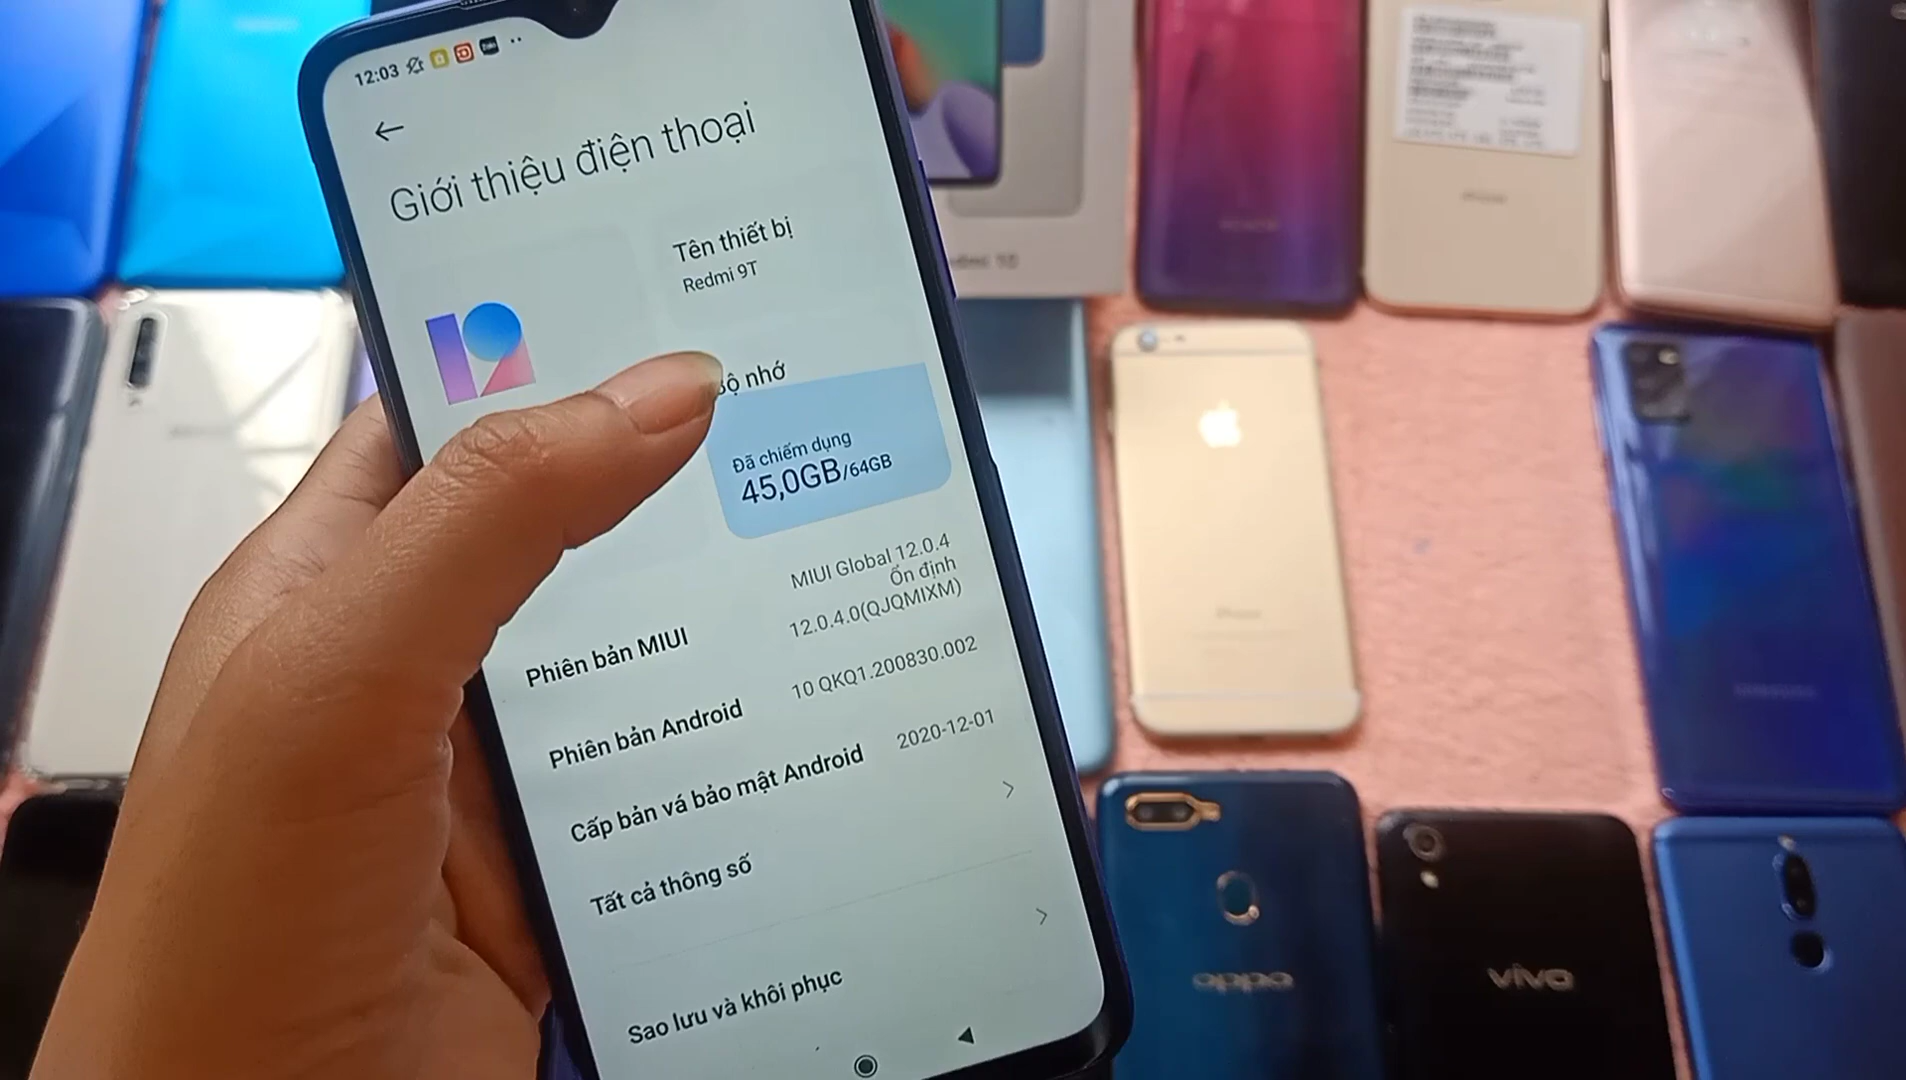 12:03
Giới thiệu điện thoại
Tên thiết bị
Redmi 9T
Bộ nhớ
Đã chiếm dụng
45,0GB/64GB
Phiên bản MIUI
MIUI Global 12.0.4
Ổn định
12.0.4.0(QJQMIXM)
Phiên bản Android
10 QKQ1.200830.002
Cấp bản vá bảo mật Android
2020-12-01
Tất cả thông số
Sao lưu và khôi phục
oppo
vivo